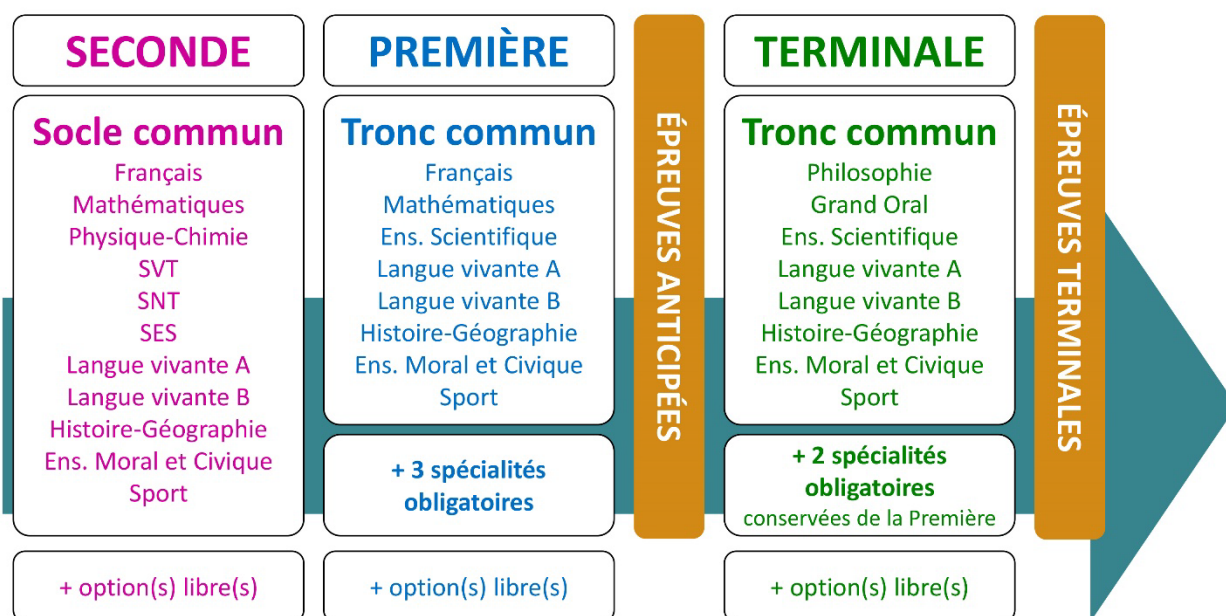 SECONDE
Socle commun
Français
Mathématiques
Physique-Chimie
SVT
SNT
SES
Langue vivante A
Langue vivante B
Histoire-Géographie
Ens. Moral et Civique
Sport
+ option(s) libre(s)
PREMIÈRE
Tronc commun
Français
Mathématiques
Ens. Scientifique
Langue vivante A
Langue vivante B
Histoire-Géographie
Ens. Moral et Civique
Sport
+ 3 spécialités
obligatoires
+ option(s) libre(s)
ÉPREUVES ANTICIPÉES
TERMINALE
Tronc commun
Philosophie
Grand Oral
Ens. Scientifique
Langue vivante A
Langue vivante B
Histoire-Géographie
Ens. Moral et Civique
Sport
+ 2 spécialités
obligatoires
conservées de la Première
+ option(s) libre(s)
ÉPREUVES TERMINALES